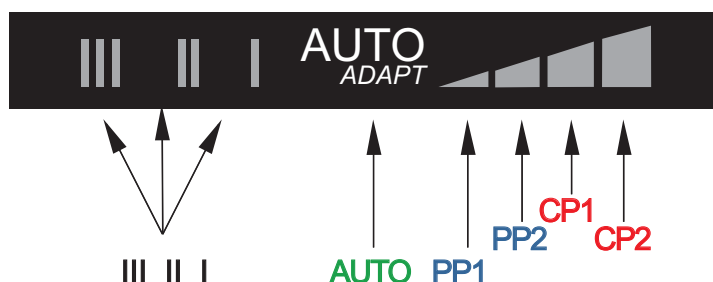 III II I AUTO
ADAPT
CP1
PP2 CP2
III II I AUTO PP1